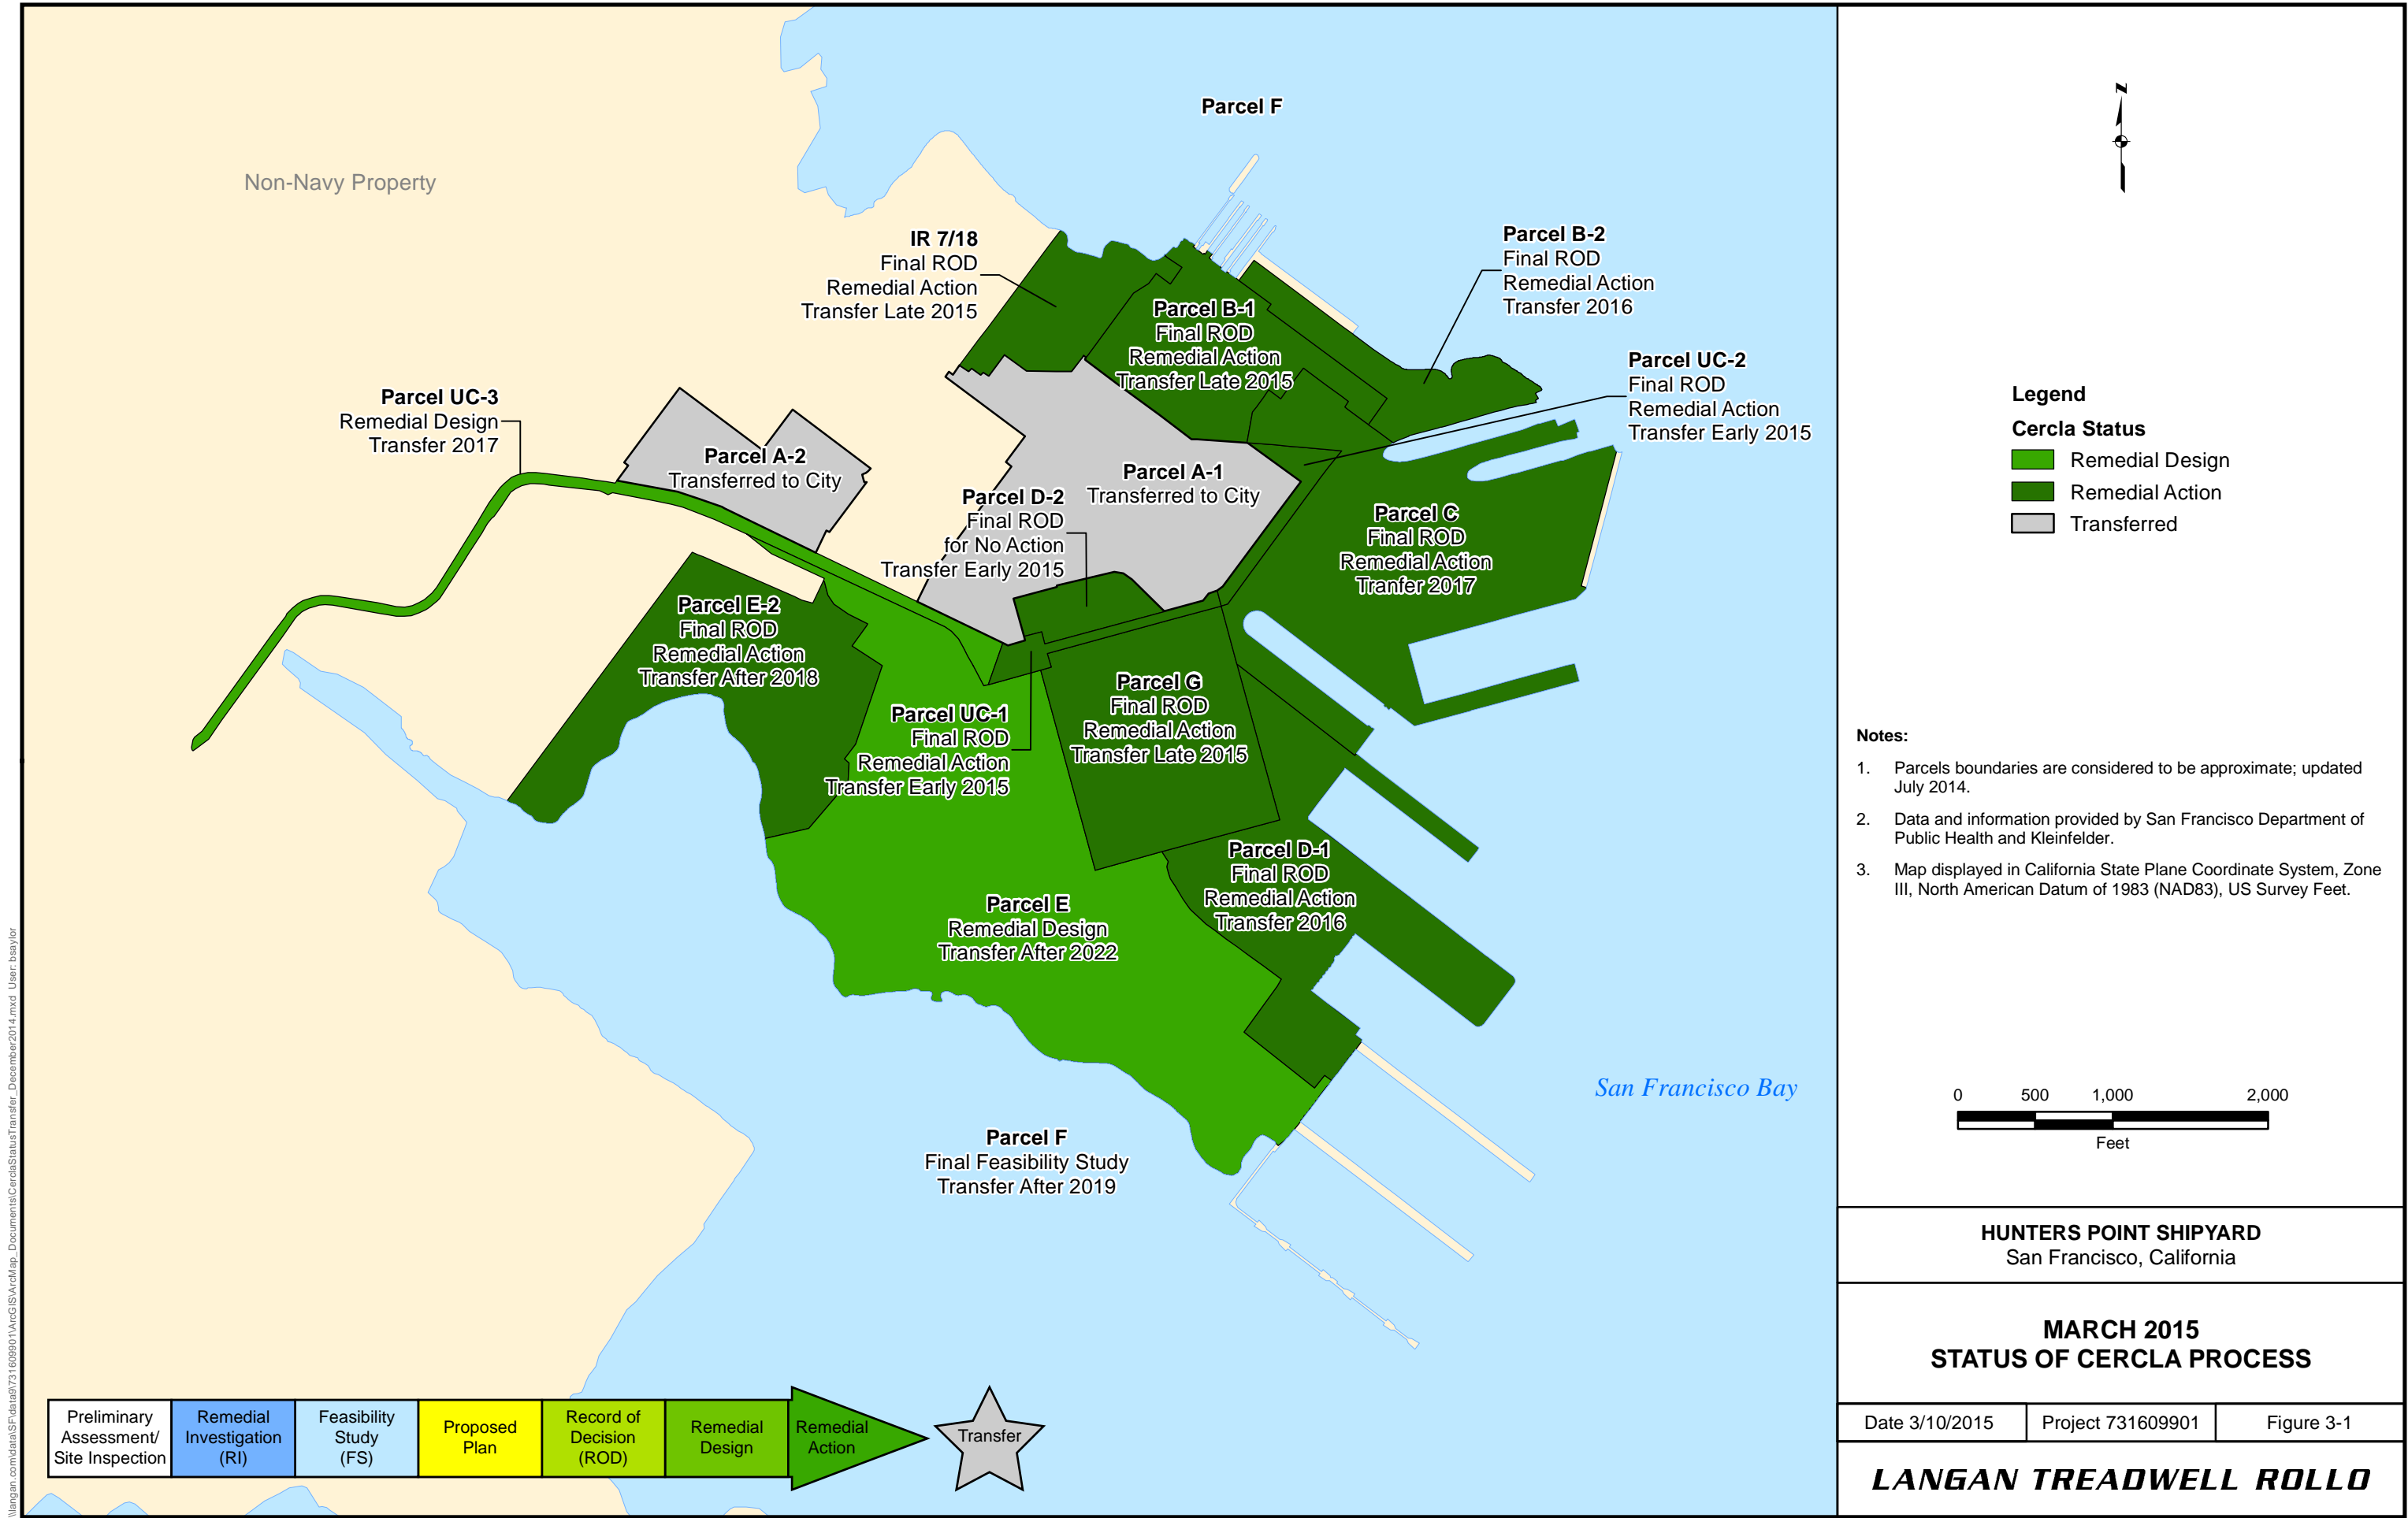 Parcel F
Non-Navy Property
IR 7/18
Final ROD
Remedial Action
Transfer Late 2015
Parcel B-2
Final ROD
Remedial Action
Transfer 2016
Parcel B-1
Final ROD
Remedial Action
Transfer Late 2015
Parcel UC-2
Final ROD
Remedial Action
Transfer Early 2015
Parcel UC-3
Remedial Design
Transfer 2017
Parcel A-2
Transferred to City
Parcel A-1
Transferred to City
Parcel D-2
Final ROD
for No Action
Transfer Early 2015
Parcel C
Final ROD
Remedial Action
Tranfer 2017
Parcel E-2
Final ROD
Remedial Action
Transfer After 2018
Parcel G
Final ROD
Remedial Action
Transfer Late 2015
Parcel UC-1
Final ROD
Remedial Action
Transfer Early 2015
Parcel D-1
Final ROD
Remedial Action
Transfer 2016
Parcel E
Remedial Design
Transfer After 2022
San Francisco Bay
Parcel F
Final Feasibility Study
Transfer After 2019
Preliminary
Assessment/
Site Inspection
Remedial
Investigation
(RI)
Feasibility
Study
(FS)
Proposed
Plan
Record of
Decision
(ROD)
Remedial
Design
Remedial
Action
Transfer
\\langan.com\data\SF\data9\731609901\ArcGIS\ArcMap_Documents\CerclaStatusTransfer_December2014.mxd User: bsaylor
N
Legend
Cercla Status
Remedial Design
Remedial Action
Transferred
Notes:
1. Parcels boundaries are considered to be approximate; updated
July 2014.
2. Data and information provided by San Francisco Department of
Public Health and Kleinfelder.
3. Map displayed in California State Plane Coordinate System, Zone
III, North American Datum of 1983 (NAD83), US Survey Feet.
0 500 1,000 2,000
Feet
HUNTERS POINT SHIPYARD
San Francisco, California
MARCH 2015
STATUS OF CERCLA PROCESS
Date 3/10/2015 Project 731609901 Figure 3-1
LANGAN TREADWELL ROLLO